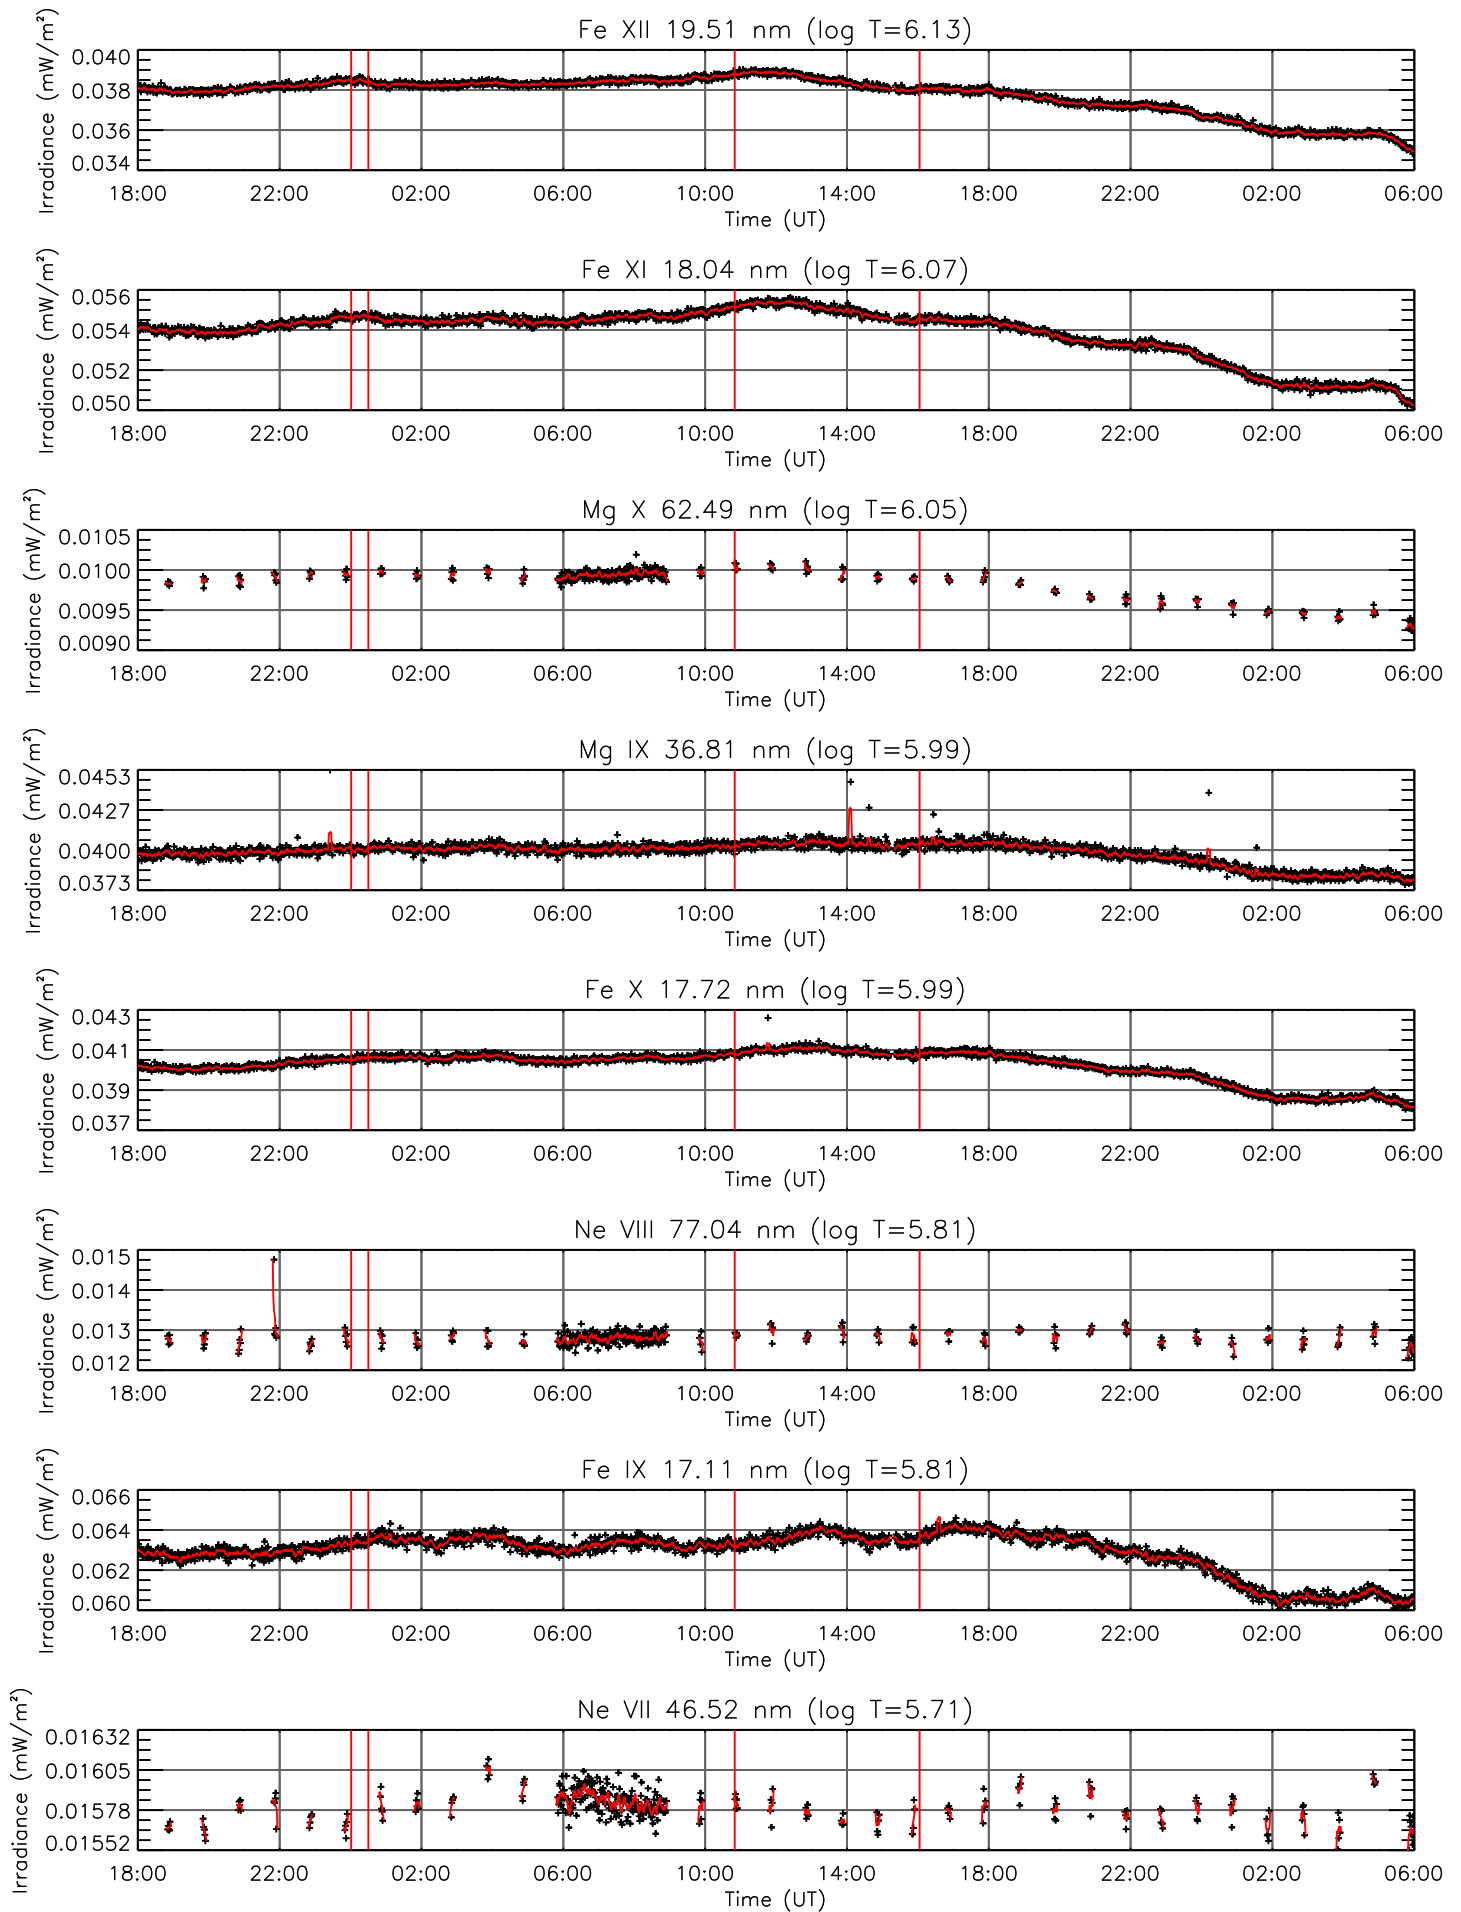 Fe XII 19.51 nm (log T=6.13)
Irradiance (mW/m²)
0.040
0.038
0.036
0.034
18:00 22:00 02:00 06:00 10:00 14:00 18:00 22:00 02:00 06:00
Time (UT)
Fe XI 18.04 nm (log T=6.07)
Irradiance (mW/m²)
0.056
0.054
0.052
0.050
18:00 22:00 02:00 06:00 10:00 14:00 18:00 22:00 02:00 06:00
Time (UT)
Mg X 62.49 nm (log T=6.05)
Irradiance (mW/m²)
0.0105
0.0100
0.0095
0.0090
18:00 22:00 02:00 06:00 10:00 14:00 18:00 22:00 02:00 06:00
Time (UT)
Mg IX 36.81 nm (log T=5.99)
Irradiance (mW/m²)
0.0453
0.0427
0.0400
0.0373
18:00 22:00 02:00 06:00 10:00 14:00 18:00 22:00 02:00 06:00
Time (UT)
Fe X 17.72 nm (log T=5.99)
Irradiance (mW/m²)
0.043
0.041
0.039
0.037
18:00 22:00 02:00 06:00 10:00 14:00 18:00 22:00 02:00 06:00
Time (UT)
Ne VIII 77.04 nm (log T=5.81)
Irradiance (mW/m²)
0.015
0.014
0.013
0.012
18:00 22:00 02:00 06:00 10:00 14:00 18:00 22:00 02:00 06:00
Time (UT)
Fe IX 17.11 nm (log T=5.81)
Irradiance (mW/m²)
0.066
0.064
0.062
0.060
18:00 22:00 02:00 06:00 10:00 14:00 18:00 22:00 02:00 06:00
Time (UT)
Ne VII 46.52 nm (log T=5.71)
Irradiance (mW/m²)
0.01632
0.01605
0.01578
0.01552
18:00 22:00 02:00 06:00 10:00 14:00 18:00 22:00 02:00 06:00
Time (UT)